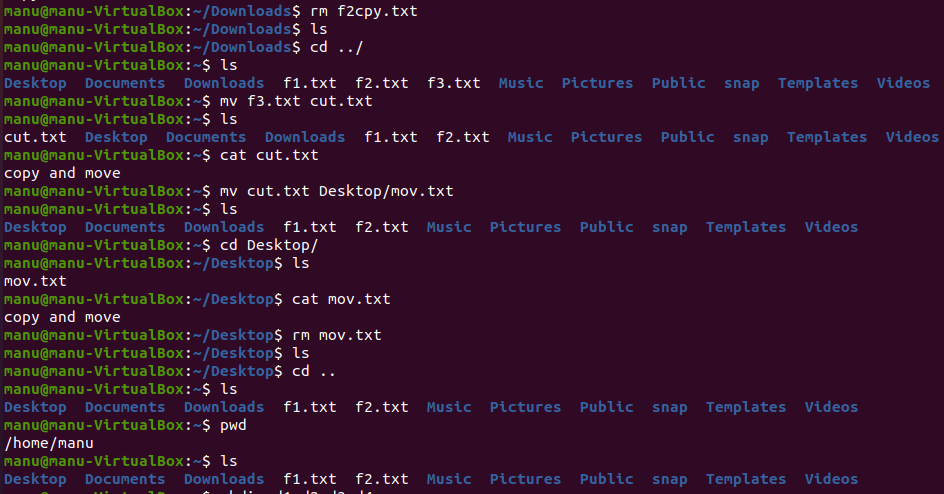 manu@manu-VirtualBox:~/Downloads$ rm f2cpy.txt
manu@manu-VirtualBox:~/Downloads$ ls
manu@manu-VirtualBox:~/Downloads$ cd ../
manu@manu-VirtualBox:~$ ls
Desktop  Documents  Downloads  f1.txt  f2.txt  f3.txt  Music  Pictures  Public  snap  Templates  Videos
manu@manu-VirtualBox:~$ mv f3.txt cut.txt
manu@manu-VirtualBox:~$ ls
cut.txt  Desktop  Documents  Downloads  f1.txt  f2.txt  Music  Pictures  Public  snap  Templates  Videos
manu@manu-VirtualBox:~$ cat cut.txt
copy and move
manu@manu-VirtualBox:~$ mv cut.txt Desktop/mov.txt
manu@manu-VirtualBox:~$ ls
Desktop  Documents  Downloads  f1.txt  f2.txt  Music  Pictures  Public  snap  Templates  Videos
manu@manu-VirtualBox:~$ cd Desktop/
manu@manu-VirtualBox:~/Desktop$ ls
mov.txt
manu@manu-VirtualBox:~/Desktop$ cat mov.txt
copy and move
manu@manu-VirtualBox:~/Desktop$ rm mov.txt
manu@manu-VirtualBox:~/Desktop$ ls
manu@manu-VirtualBox:~/Desktop$ cd ..
manu@manu-VirtualBox:~$ ls
Desktop  Documents  Downloads  f1.txt  f2.txt  Music  Pictures  Public  snap  Templates  Videos
manu@manu-VirtualBox:~$ pwd
/home/manu
manu@manu-VirtualBox:~$ ls
Desktop  Documents  Downloads  f1.txt  f2.txt  Music  Pictures  Public  snap  Templates  Videos